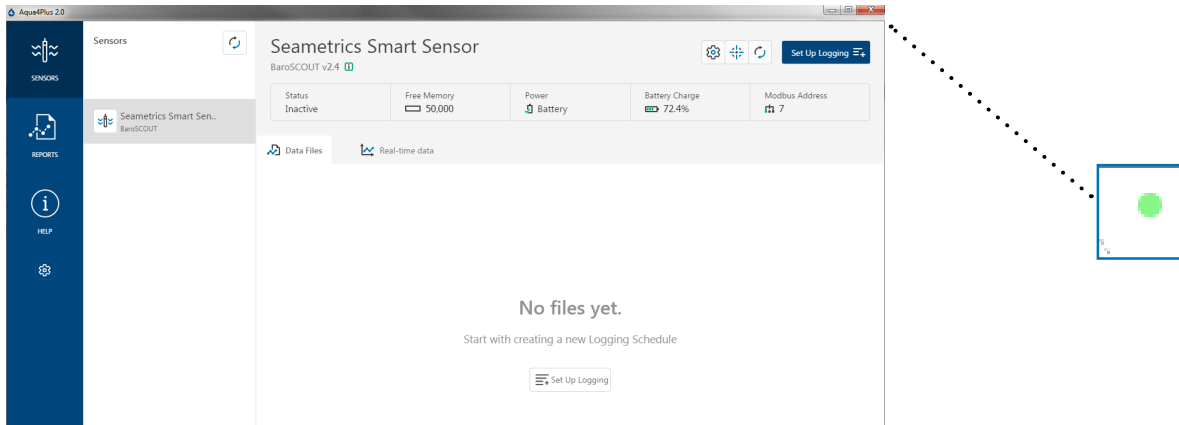 Aqua4Plus 2.0
SENSORS
REPORTS
HELP
Sensors
Seametrics Smart Sen..
BaroSCOUT
Seametrics Smart Sensor
BaroSCOUT v2.4
Set Up Logging
Status
Inactive
Free Memory
50,000
Power
Battery
Battery Charge
72.4%
Modbus Address
7
Data Files
Real-time data
No files yet.
Start with creating a new Logging Schedule
Set Up Logging